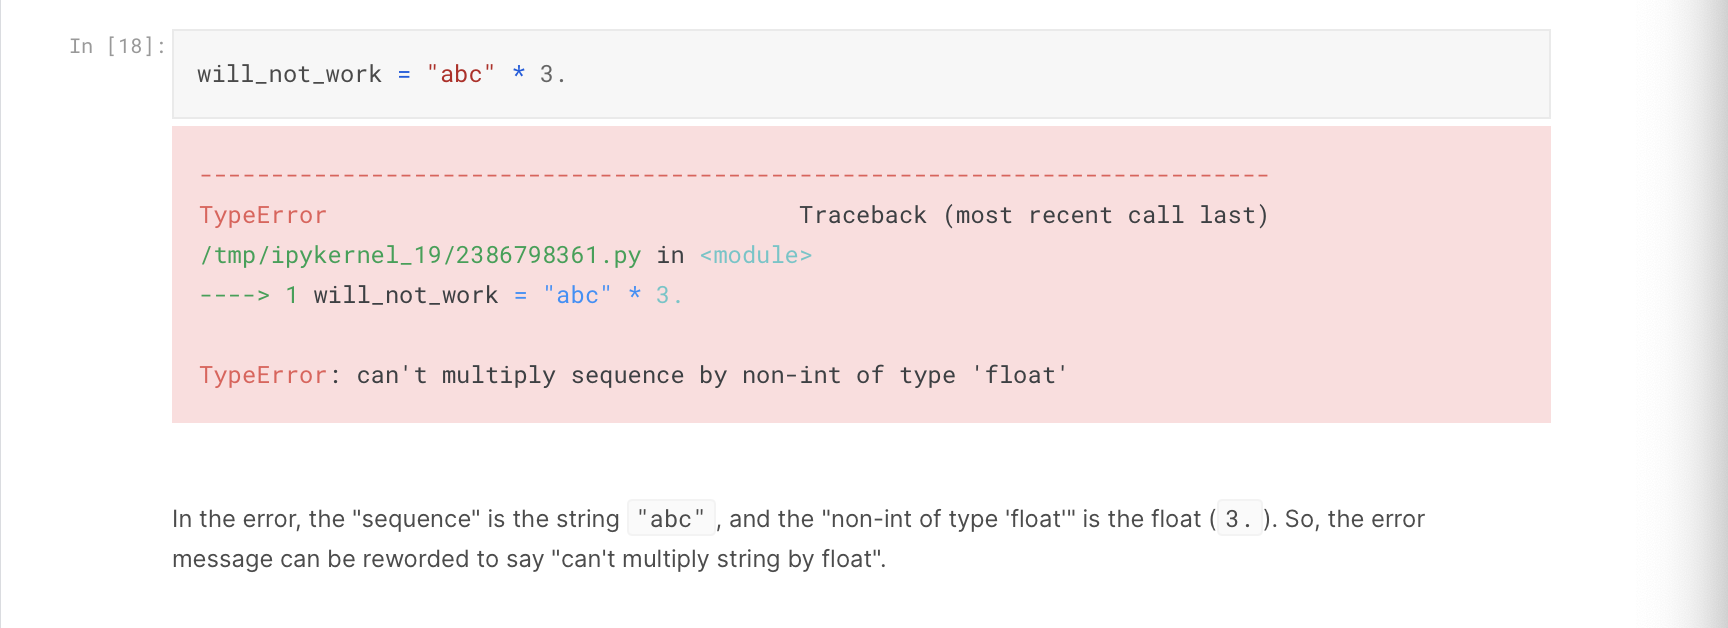 In [18]:
will_not_work = "abc" * 3.
---------------------------------------------------------------------------
TypeError                                 Traceback (most recent call last)
/tmp/ipykernel_19/2386798361.py in <module>
----> 1 will_not_work = "abc" * 3.
TypeError: can't multiply sequence by non-int of type 'float'
In the error, the "sequence" is the string "abc" , and the "non-int of type 'float'" is the float ( 3. ). So, the error
message can be reworded to say "can't multiply string by float".